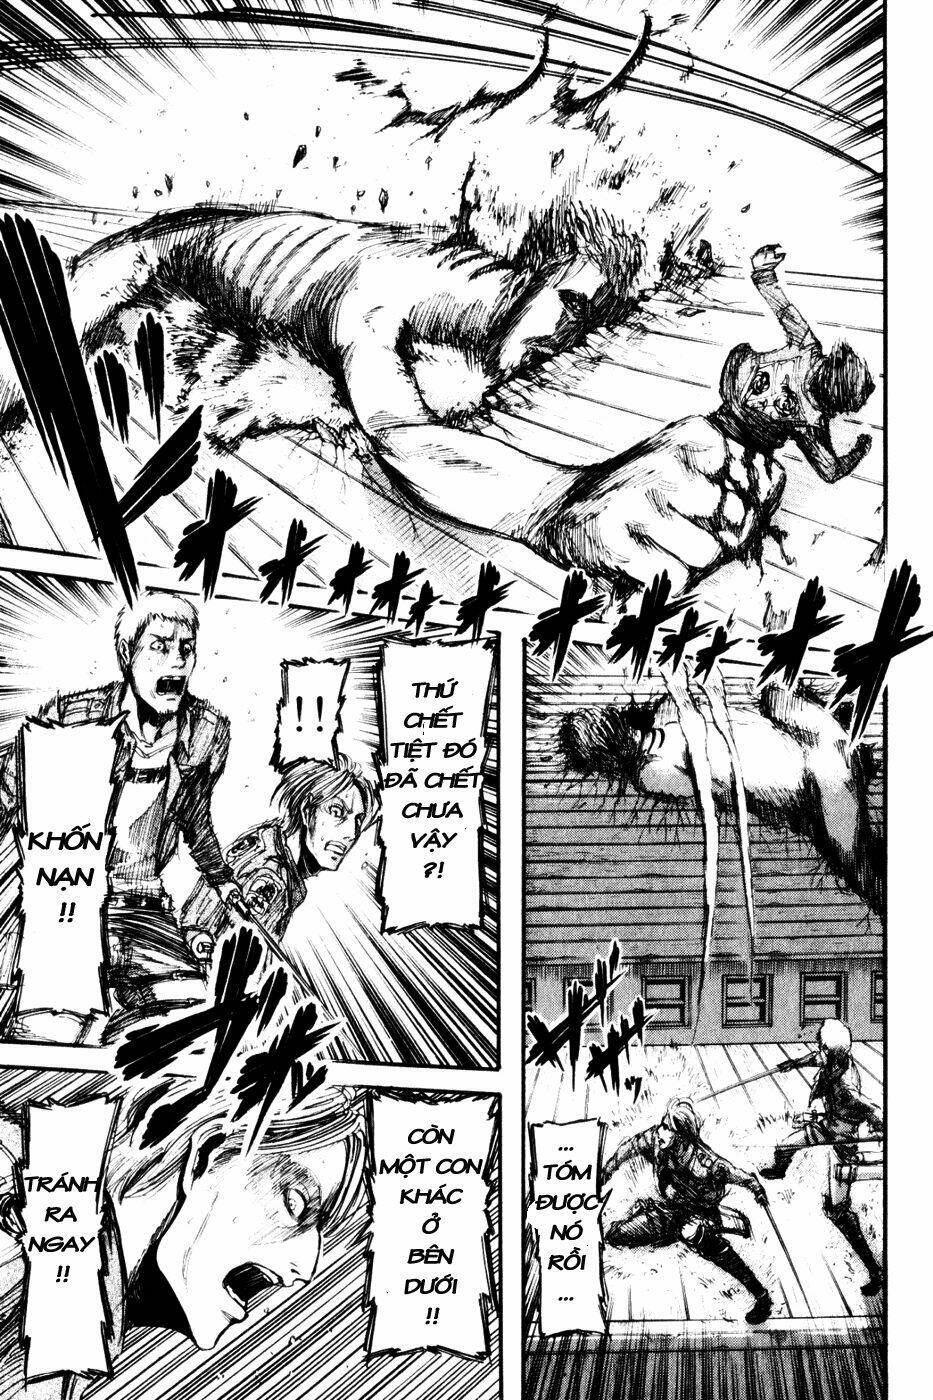 ...
TÓM
ĐƯỢC
NÓ
RỒI
...
THỨ
CHẾT
TIỆT ĐÓ
ĐÃ CHẾT
CHƯA
VẬY
?!
!!
KHỐN
NẠN
!!
CÒN
MỘT CON
KHÁC Ở
BÊN
DƯỚI
!!
TRÁNH
RA
NGAY
!!